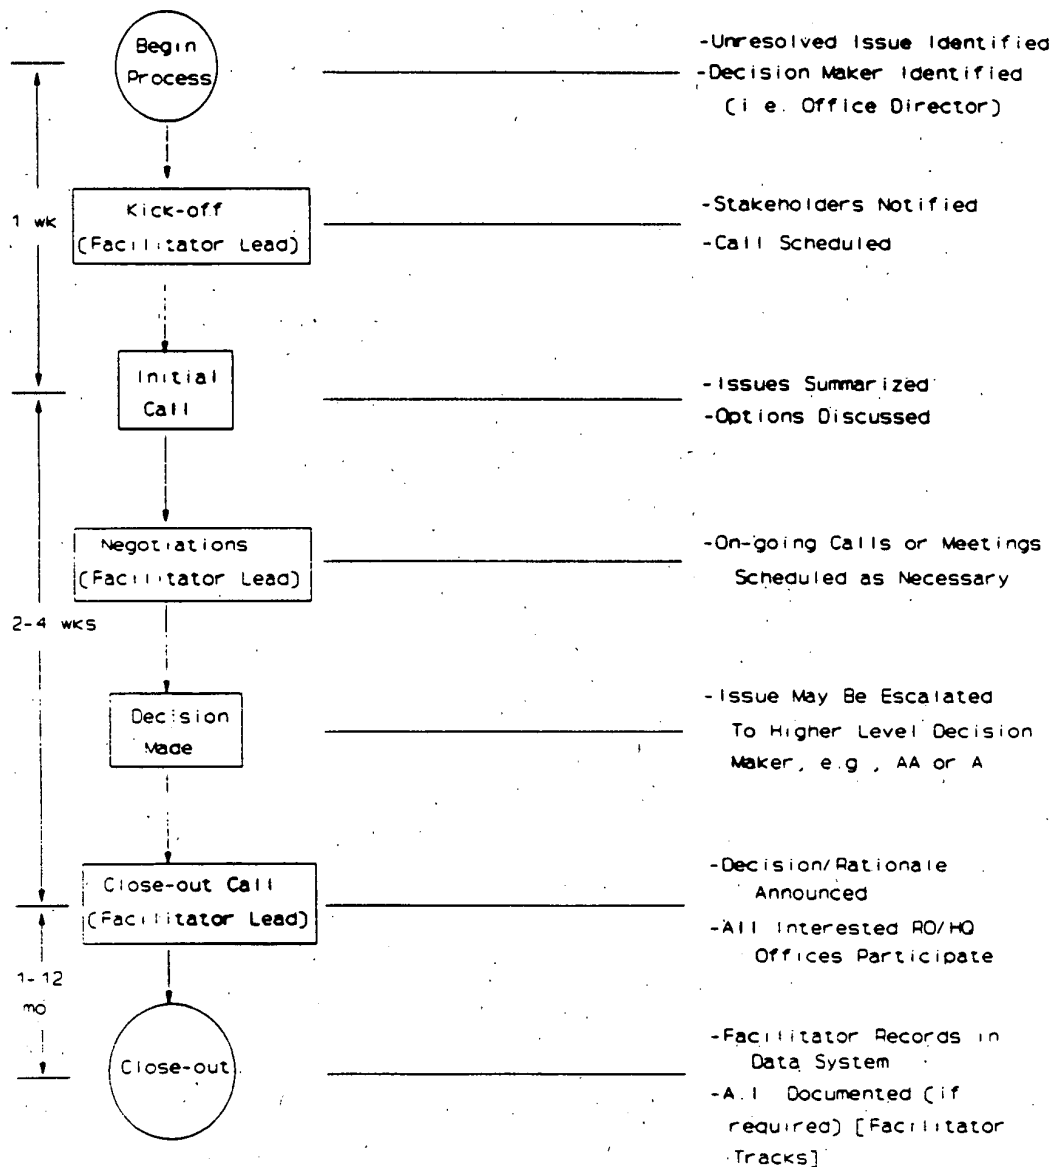 Begin
Process
-Unresolved Issue Identified
-Decision Maker Identified
(i e. Office Director)
1 wk
Kick-off
(Facilitator Lead)
-Stakeholders Notified
-Call Scheduled
Initial
Call
-Issues Summarized
-Options Discussed
Negotiations
(Facilitator Lead)
-On-going Calls or Meetings
Scheduled as Necessary
2-4 wks
Decision
Made
-Issue May Be Escalated
To Higher Level Decision
Maker, e.g , AA or A
Close-out Call
(Facilitator Lead)
-Decision/Rationale
Announced
-All Interested RO/HQ
Offices Participate
1-12
mo
Close-out
-Facilitator Records in
Data System
-A.I Documented (if
required) [Facilitator
Tracks]